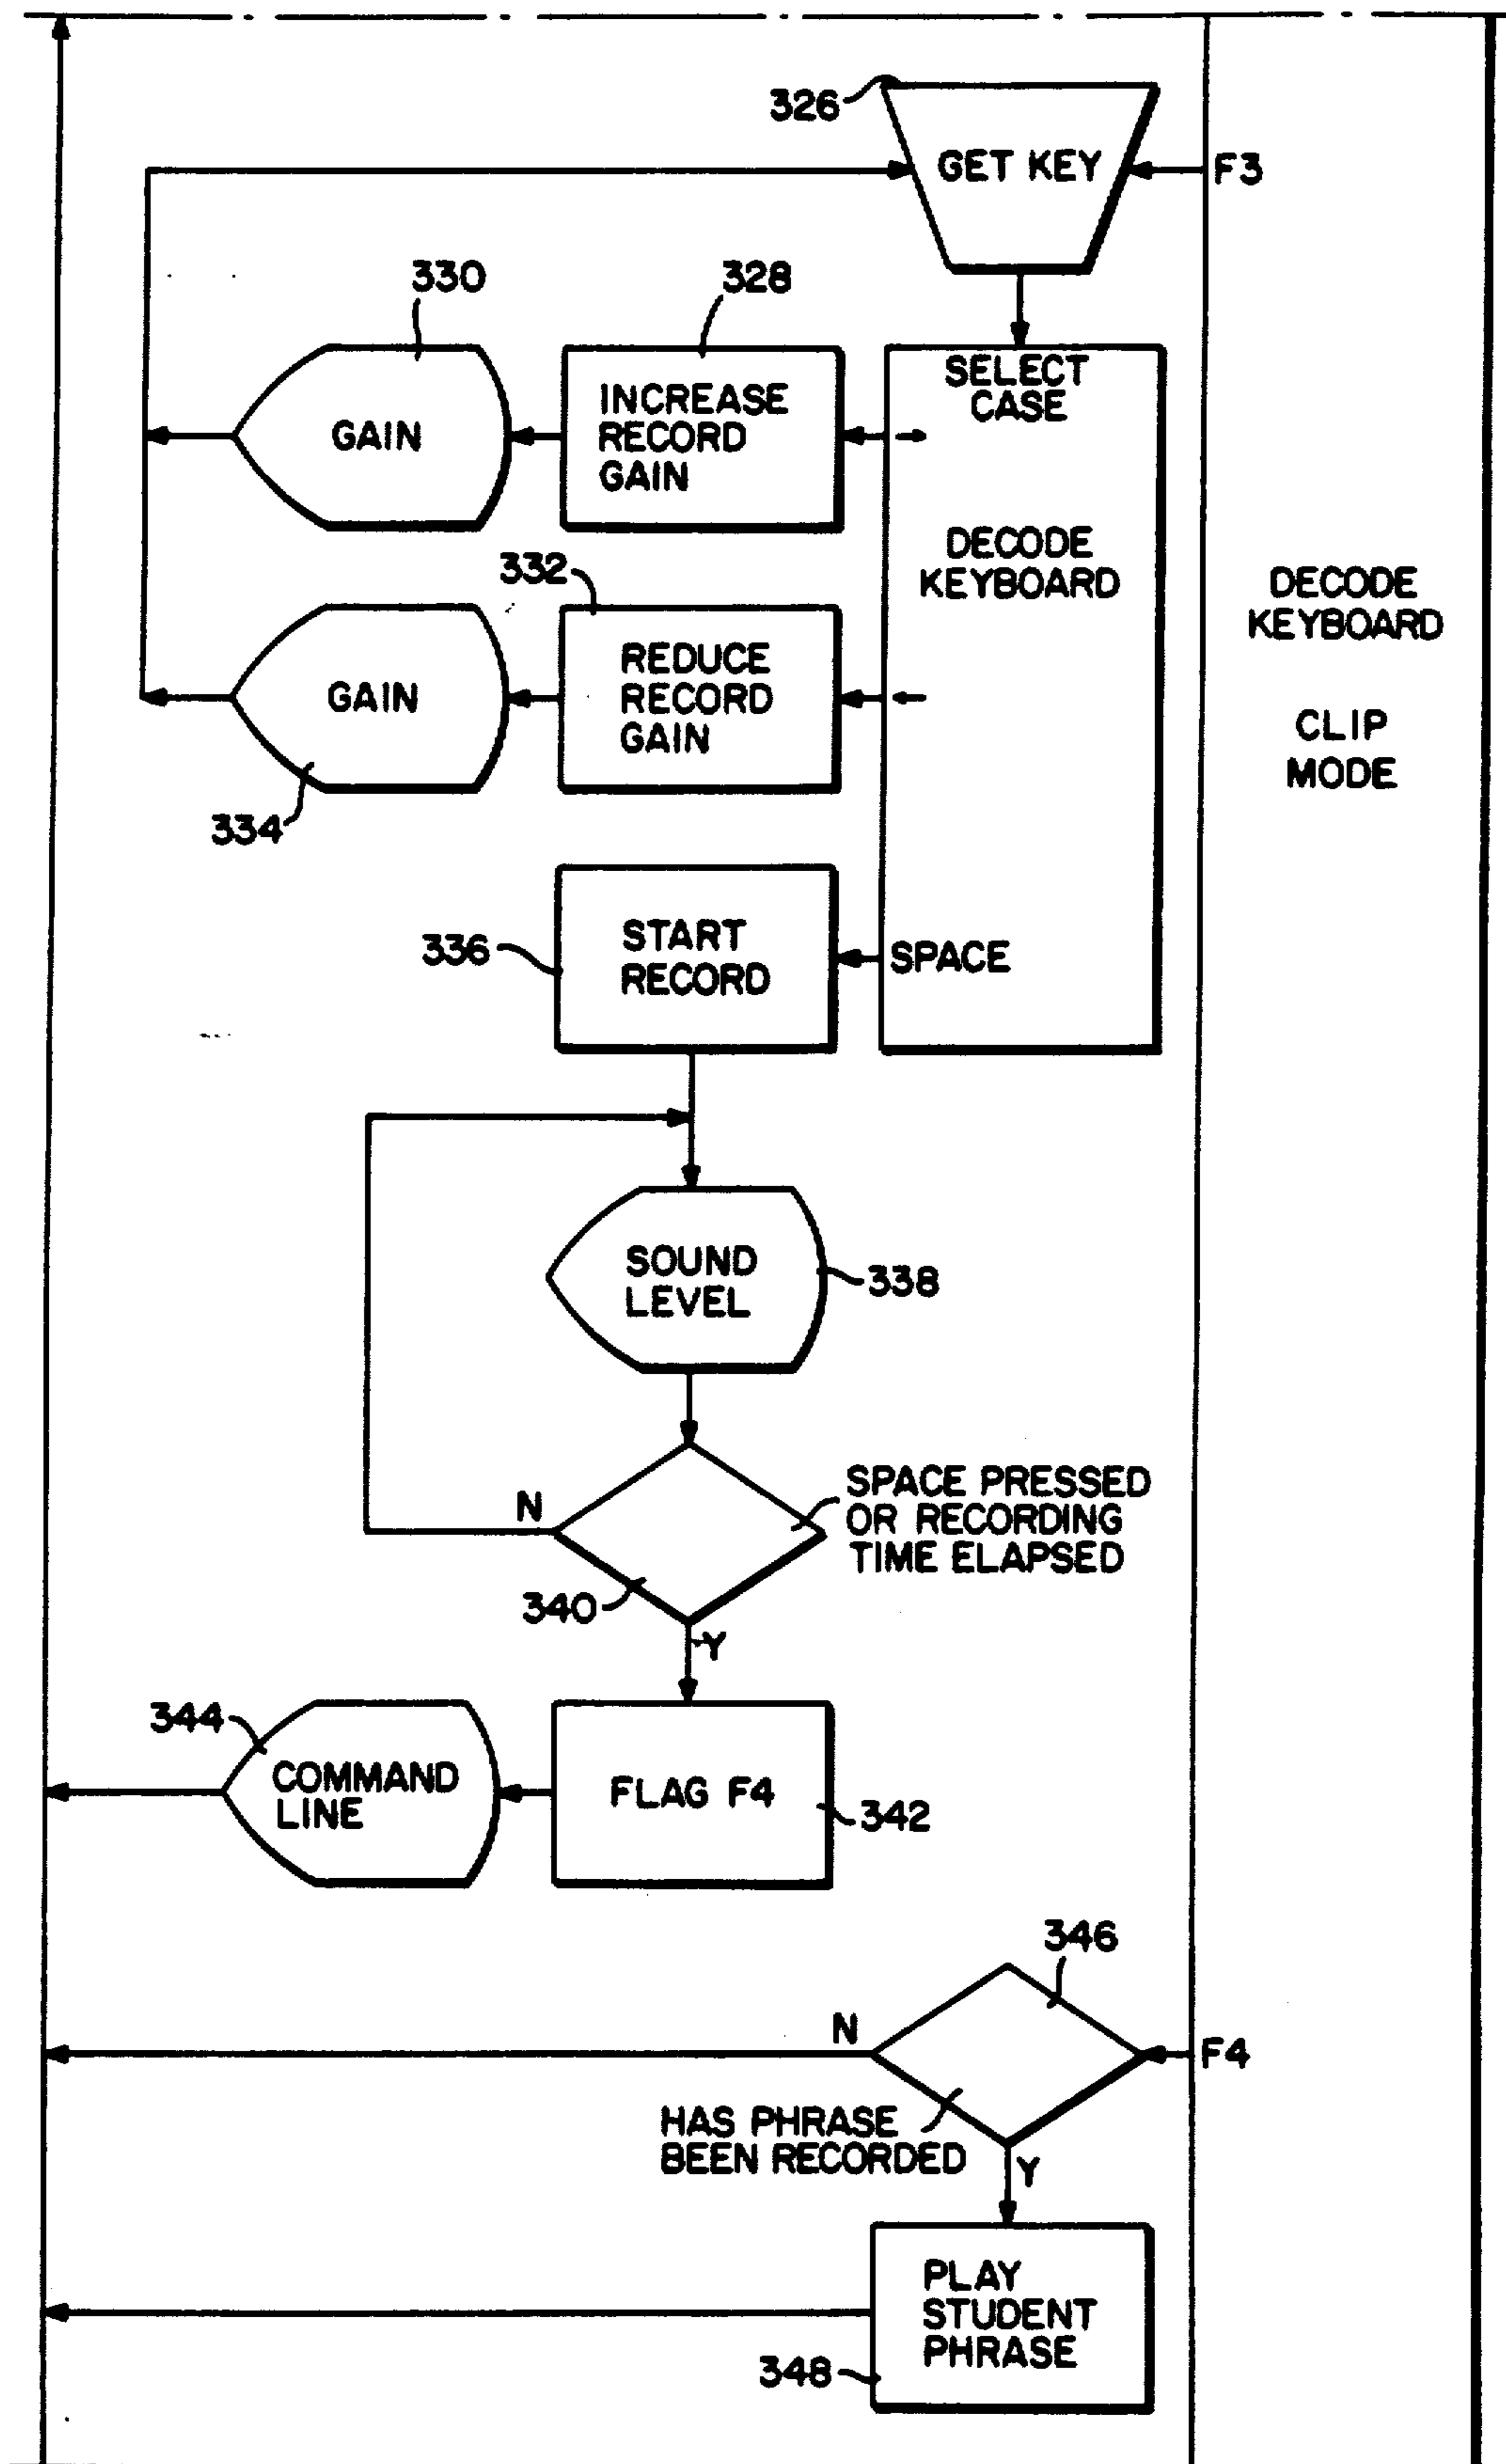 326
GET KEY
F3
330
328
SELECT
CASE
GAIN
INCREASE
RECORD
GAIN
→
DECODE
KEYBOARD
332
GAIN
REDUCE
RECORD
GAIN
←
334
DECODE
KEYBOARD
CLIP
MODE
336
START
RECORD
SPACE
SOUND
LEVEL
338
N
SPACE PRESSED
OR RECORDING
TIME ELAPSED
340
Y
344
COMMAND
LINE
FLAG F4
342
346
N
F4
HAS PHRASE
BEEN RECORDED
Y
PLAY
STUDENT
PHRASE
348